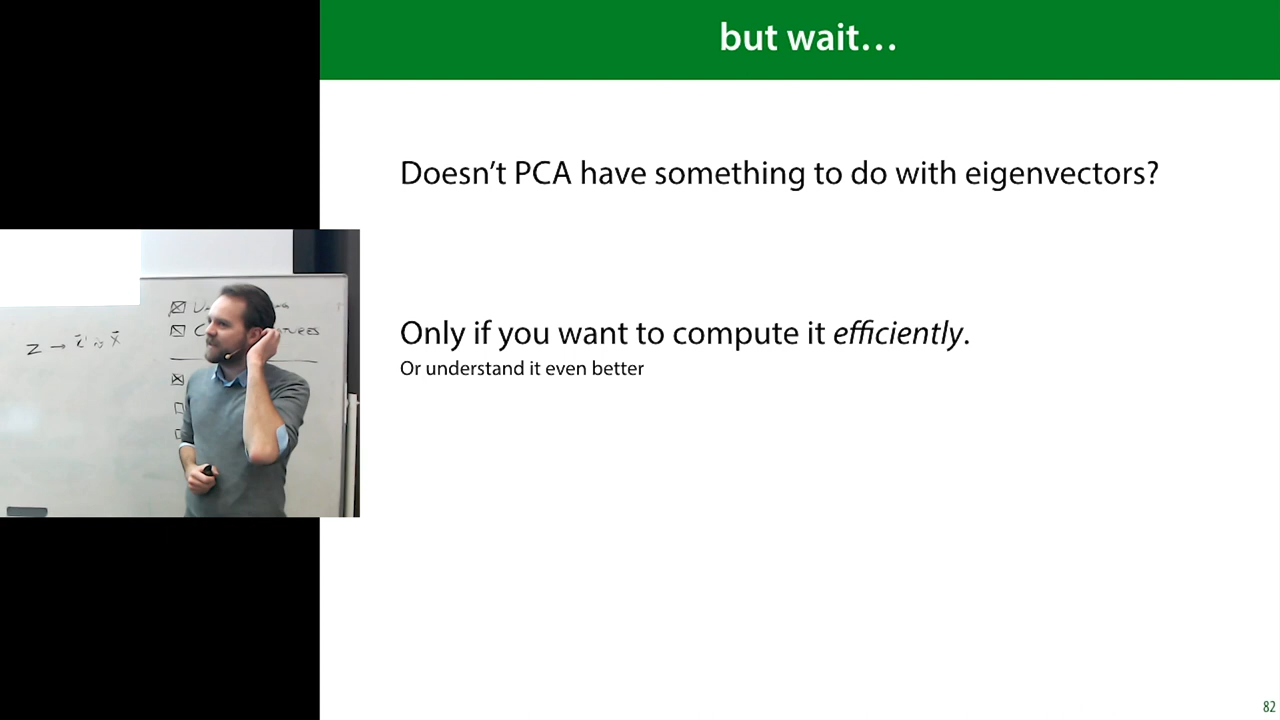 but wait…
Doesn't PCA have something to do with eigenvectors?
Only if you want to compute it efficiently.
Or understand it even better
z →
82